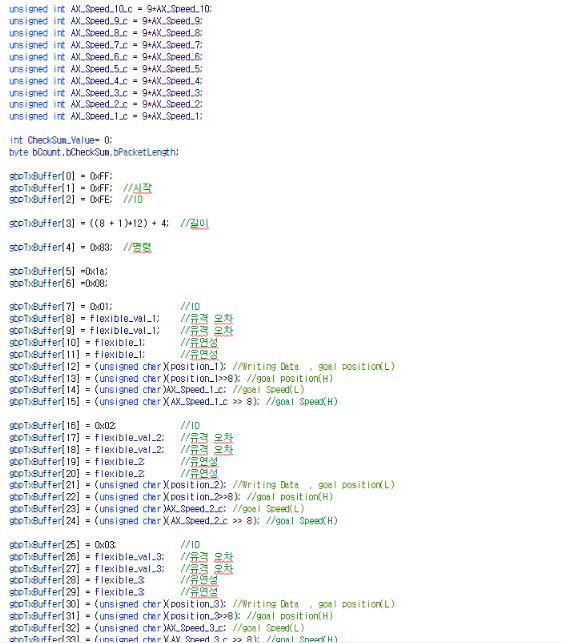 unsigned int AX_Speed_10_c = 9*AX_Speed_10;
unsigned int AX_Speed_9_c = 9*AX_Speed_9;
unsigned int AX_Speed_8_c = 9*AX_Speed_8;
unsigned int AX_Speed_7_c = 9*AX_Speed_7;
unsigned int AX_Speed_6_c = 9*AX_Speed_6;
unsigned int AX_Speed_5_c = 9*AX_Speed_5;
unsigned int AX_Speed_4_c = 9*AX_Speed_4;
unsigned int AX_Speed_3_c = 9*AX_Speed_3;
unsigned int AX_Speed_2_c = 9*AX_Speed_2;
unsigned int AX_Speed_1_c = 9*AX_Speed_1;
int CheckSum_Value= 0;
byte bCount,bCheckSum,bPacketLength;
gbpTxBuffer[0] = 0xFF;
gbpTxBuffer[1] = 0xFF; //시작
gbpTxBuffer[2] = 0xFE; //ID
gbpTxBuffer[3] = ((8 + 1)*12) + 4; //길이
gbpTxBuffer[4] = 0x83; //명령
gbpTxBuffer[5] =0x1a;
gbpTxBuffer[6] =0x08;
gbpTxBuffer[7] = 0x01; //ID
gbpTxBuffer[8] = flexible_val_1; //유격 오차
gbpTxBuffer[9] = flexible_val_1; //유격 오차
gbpTxBuffer[10] = flexible_1; //유연성
gbpTxBuffer[11] = flexible_1; //유연성
gbpTxBuffer[12] = (unsigned char)(position_1); //Writing Data , goal position(L)
gbpTxBuffer[13] = (unsigned char)(position_1>>8); //goal position(H)
gbpTxBuffer[14] = (unsigned char)AX_Speed_1_c; //goal Speed(L)
gbpTxBuffer[15] = (unsigned char)(AX_Speed_1_c >> 8); //goal Speed(H)
gbpTxBuffer[16] = 0x02; //ID
gbpTxBuffer[17] = flexible_val_2; //유격 오차
gbpTxBuffer[18] = flexible_val_2; //유격 오차
gbpTxBuffer[19] = flexible_2; //유연성
gbpTxBuffer[20] = flexible_2; //유연성
gbpTxBuffer[21] = (unsigned char)(position_2); //Writing Data , goal position(L)
gbpTxBuffer[22] = (unsigned char)(position_2>>8); //goal position(H)
gbpTxBuffer[23] = (unsigned char)AX_Speed_2_c; //goal Speed(L)
gbpTxBuffer[24] = (unsigned char)(AX_Speed_2_c >> 8); //goal Speed(H)
gbpTxBuffer[25] = 0x03; //ID
gbpTxBuffer[26] = flexible_val_3; //유격 오차
gbpTxBuffer[27] = flexible_val_3; //유격 오차
gbpTxBuffer[28] = flexible_3; //유연성
gbpTxBuffer[29] = flexible_3; //유연성
gbpTxBuffer[30] = (unsigned char)(position_3); //Writing Data , goal position(L)
gbpTxBuffer[31] = (unsigned char)(position_3>>8); //goal position(H)
gbpTxBuffer[32] = (unsigned char)AX_Speed_3_c; //goal Speed(L)
gbpTxBuffer[33] = (unsigned char)(AX_Speed_3_c >> 8); //goal Speed(H)